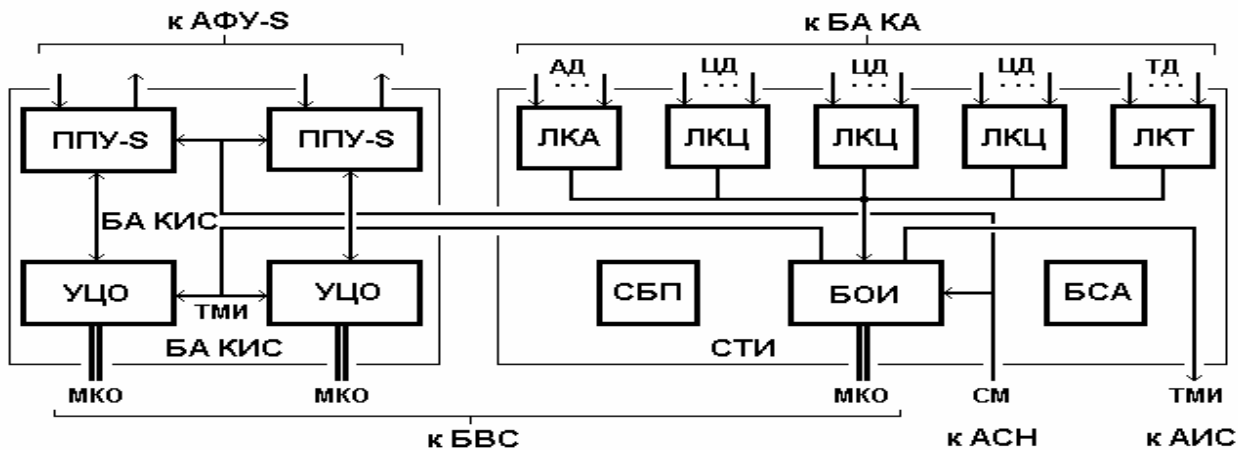 к АФУ-S к БА КА
АД ЦД ЦД ЦД ТД
... ... ... ... ...
ППУ-S ППУ-S ЛКА ЛКЦ ЛКЦ ЛКЦ ЛКТ
БА КИС
УЦО УЦО СБП БОИ БСА
ТМИ
БА КИС СТИ
МКО МКО МКО СМ ТМИ
к БВС к АСН к АИС